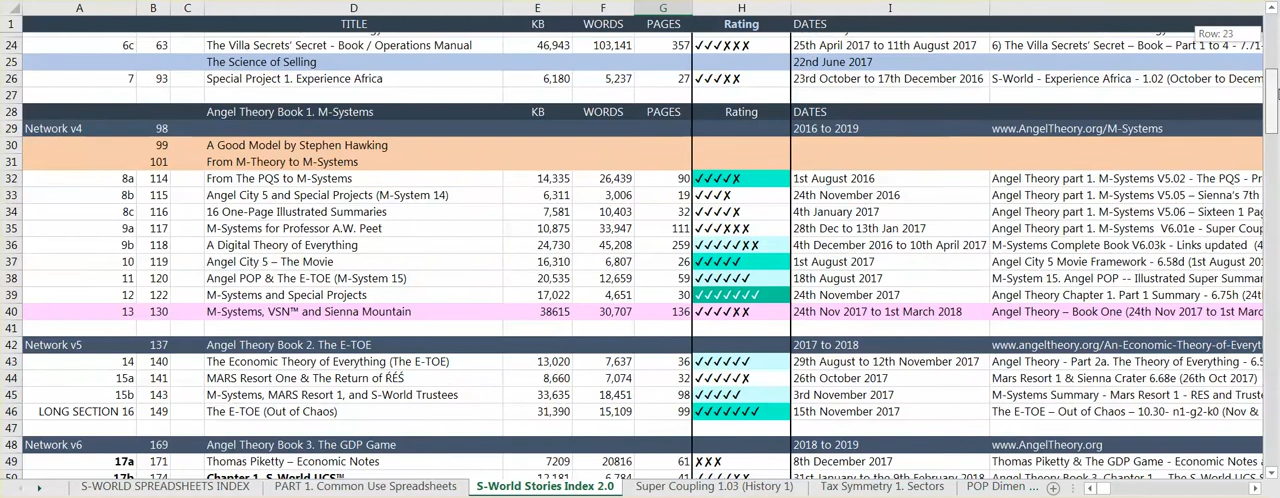 A B C D E F G H I
1 TITLE KB WORDS PAGES Rating DATES
Row: 23
24 6c 63 The Villa Secrets' Secret - Book / Operations Manual 46,943 103,141 357 ✓✓✓✗✗✗ 25th April 2017 to 11th August 2017 6) The Villa Secrets' Secret – Book – Part 1 to 4 - 7.71-
25 The Science of Selling 22nd June 2017
26 7 93 Special Project 1. Experience Africa 6,180 5,237 27 ✓✓✓✗✗ 23rd October to 17th December 2016 S-World - Experience Africa - 1.02 (October to Decem
27
28 Angel Theory Book 1. M-Systems KB WORDS PAGES Rating DATES
29 Network v4 98 2016 to 2019 www.AngelTheory.org/M-Systems
30 99 A Good Model by Stephen Hawking
31 101 From M-Theory to M-Systems
32 8a 114 From The PQS to M-Systems 14,335 26,439 90 ✓✓✓✓✗ 1st August 2016 Angel Theory part 1. M-Systems V5.02 - The PQS - Pr
33 8b 115 Angel City 5 and Special Projects (M-System 14) 6,311 3,006 19 ✓✓✓✗ 24th November 2016 Angel Theory part 1. M-Systems V5.05 – Sienna's 7th
34 8c 116 16 One-Page Illustrated Summaries 7,581 10,403 32 ✓✓✓✓✗ 4th January 2017 Angel Theory part 1. M-Systems V5.06 – Sixteen 1 Pag
35 9a 117 M-Systems for Professor A.W. Peet 10,875 33,947 111 ✓✓✓✗✗✗ 28th Dec to 13th Jan 2017 Angel Theory part 1. M-Systems V6.01e - Super Coup
36 9b 118 A Digital Theory of Everything 24,730 45,208 259 ✓✓✓✓✓✗✗ 4th December 2016 to 10th April 2017 M-Systems Complete Book V6.03k - Links updated (4
37 10 119 Angel City 5 – The Movie 16,310 6,807 26 ✓✓✓✓✓ 1st August 2017 Angel City 5 Movie Framework - 6.58d (1st August 201
38 11 120 Angel POP & The E-TOE (M-System 15) 20,535 12,659 59 ✓✓✓✓✓✓ 18th August 2017 M-System 15. Angel POP -- Illustrated Super Summar
39 12 122 M-Systems and Special Projects 17,022 4,651 30 ✓✓✓✓✓✓✓ 24th November 2017 Angel Theory Chapter 1. Part 1 Summary - 6.75h (24t
40 13 130 M-Systems, VSN™ and Sienna Mountain 38615 30,707 136 ✓✓✓✓✗✗ 24th Nov 2017 to 1st March 2018 Angel Theory – Book One (24th Nov 2017 to 1st Marc
41
42 Network v5 137 Angel Theory Book 2. The E-TOE 2017 to 2018 www.angeltheory.org/An-Economic-Theory-of-Everyt
43 14 140 The Economic Theory of Everything (The E-TOE) 13,020 7,637 36 ✓✓✓✓✓✓ 29th August to 12th November 2017 Angel Theory - Part 2a. The Theory of Everything - 6.5
44 15a 141 MARS Resort One & The Return of ŔÉŚ 8,660 7,074 32 ✓✓✓✓✓✗ 26th October 2017 Mars Resort 1 & Sienna Crater 6.68e (26th Oct 2017)
45 15b 143 M-Systems, MARS Resort 1, and S-World Trustees 33,635 18,451 98 ✓✓✓✓✓ 3rd November 2017 M-Systems Summary - Mars Resort 1 - RES and Trustee
46 LONG SECTION 16 149 The E-TOE (Out of Chaos) 31,390 15,109 99 ✓✓✓✓✓✓✓ 15th November 2017 The E-TOE – Out of Chaos – 10.30- n1-g2-k0 (Nov &
47
48 Network v6 169 Angel Theory Book 3. The GDP Game 2018 to 2019 www.AngelTheory.org
49 17a 171 Thomas Piketty – Economic Notes 7209 20816 61 ✗✗✗ 8th December 2017 Thomas Piketty & The GDP Game - Angel Theory - Cha
S-WORLD SPREADSHEETS INDEX PART 1. Common Use Spreadsheets S-World Stories Index 2.0 Super Coupling 1.03 (History 1) Tax Symmetry 1. Sectors POP Dimen ...